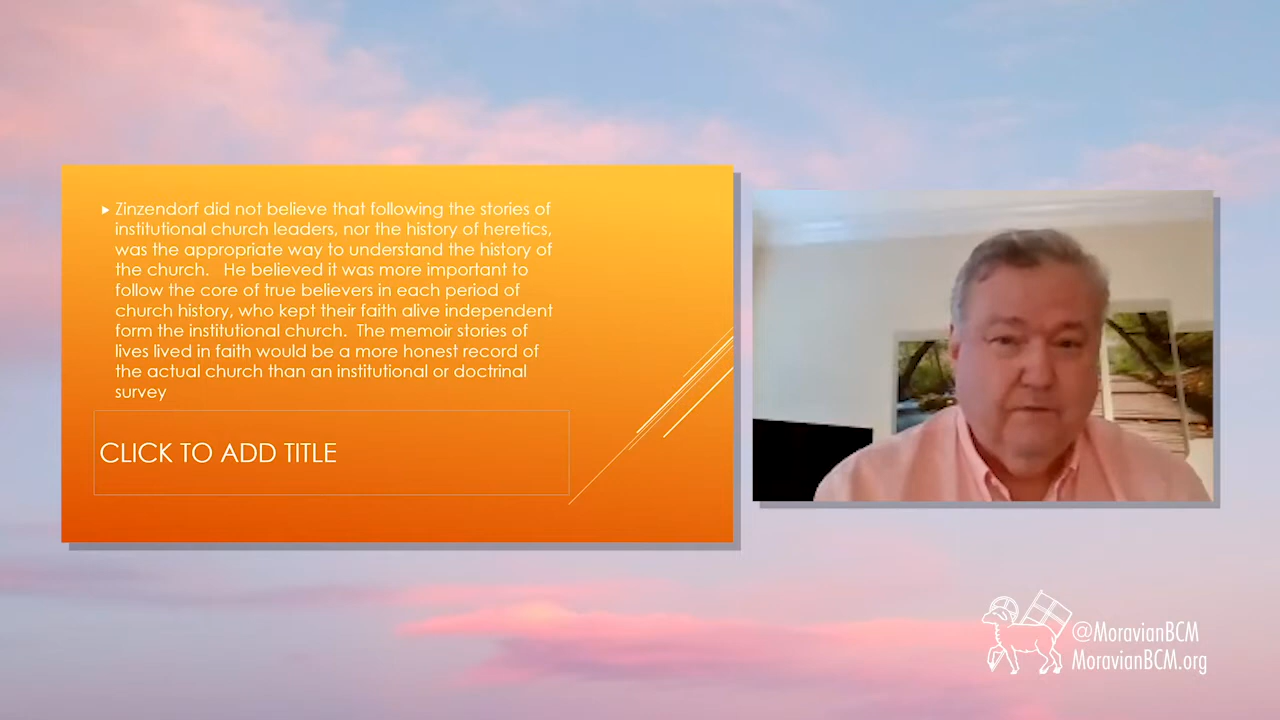 Zinzendorf did not believe that following the stories of
institutional church leaders, nor the history of heretics,
was the appropriate way to understand the history of
the church. He believed it was more important to
follow the core of true believers in each period of
church history, who kept their faith alive independent
form the institutional church. The memoir stories of
lives lived in faith would be a more honest record of
the actual church than an institutional or doctrinal
survey
CLICK TO ADD TITLE
@MoravianBCM
MoravianBCM.org